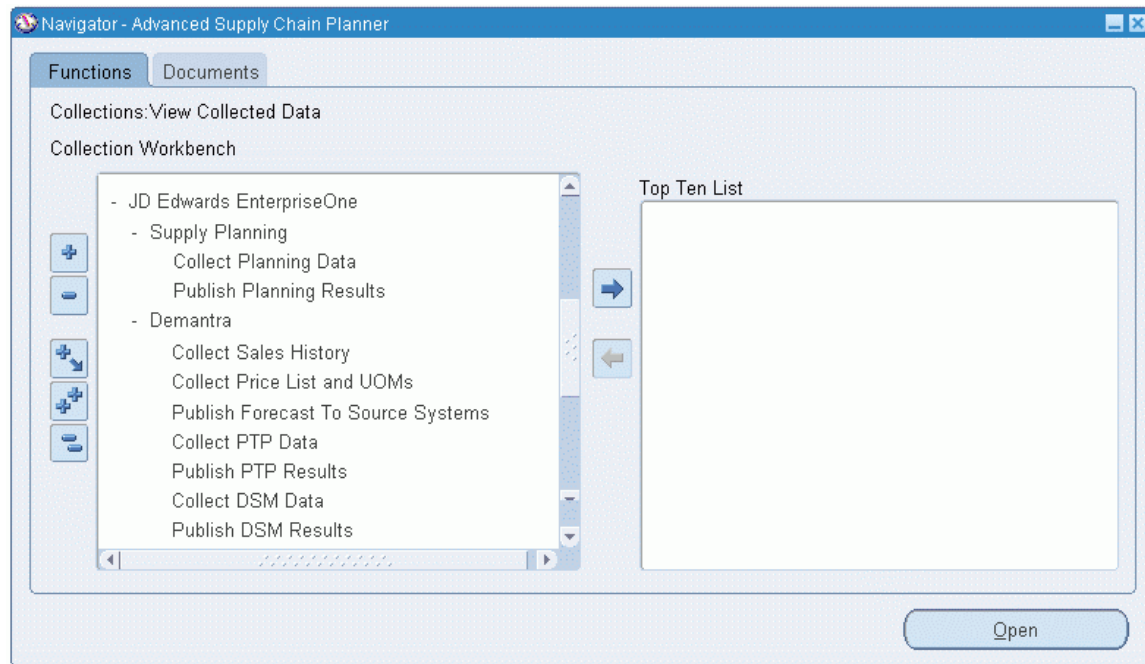 Navigator - Advanced Supply Chain Planner
Functions
Documents
Collections:View Collected Data
Collection Workbench
- JD Edwards EnterpriseOne
- Supply Planning
Collect Planning Data
Publish Planning Results
- Demantra
Collect Sales History
Collect Price List and UOMs
Publish Forecast To Source Systems
Collect PTP Data
Publish PTP Results
Collect DSM Data
Publish DSM Results
Top Ten List
Open